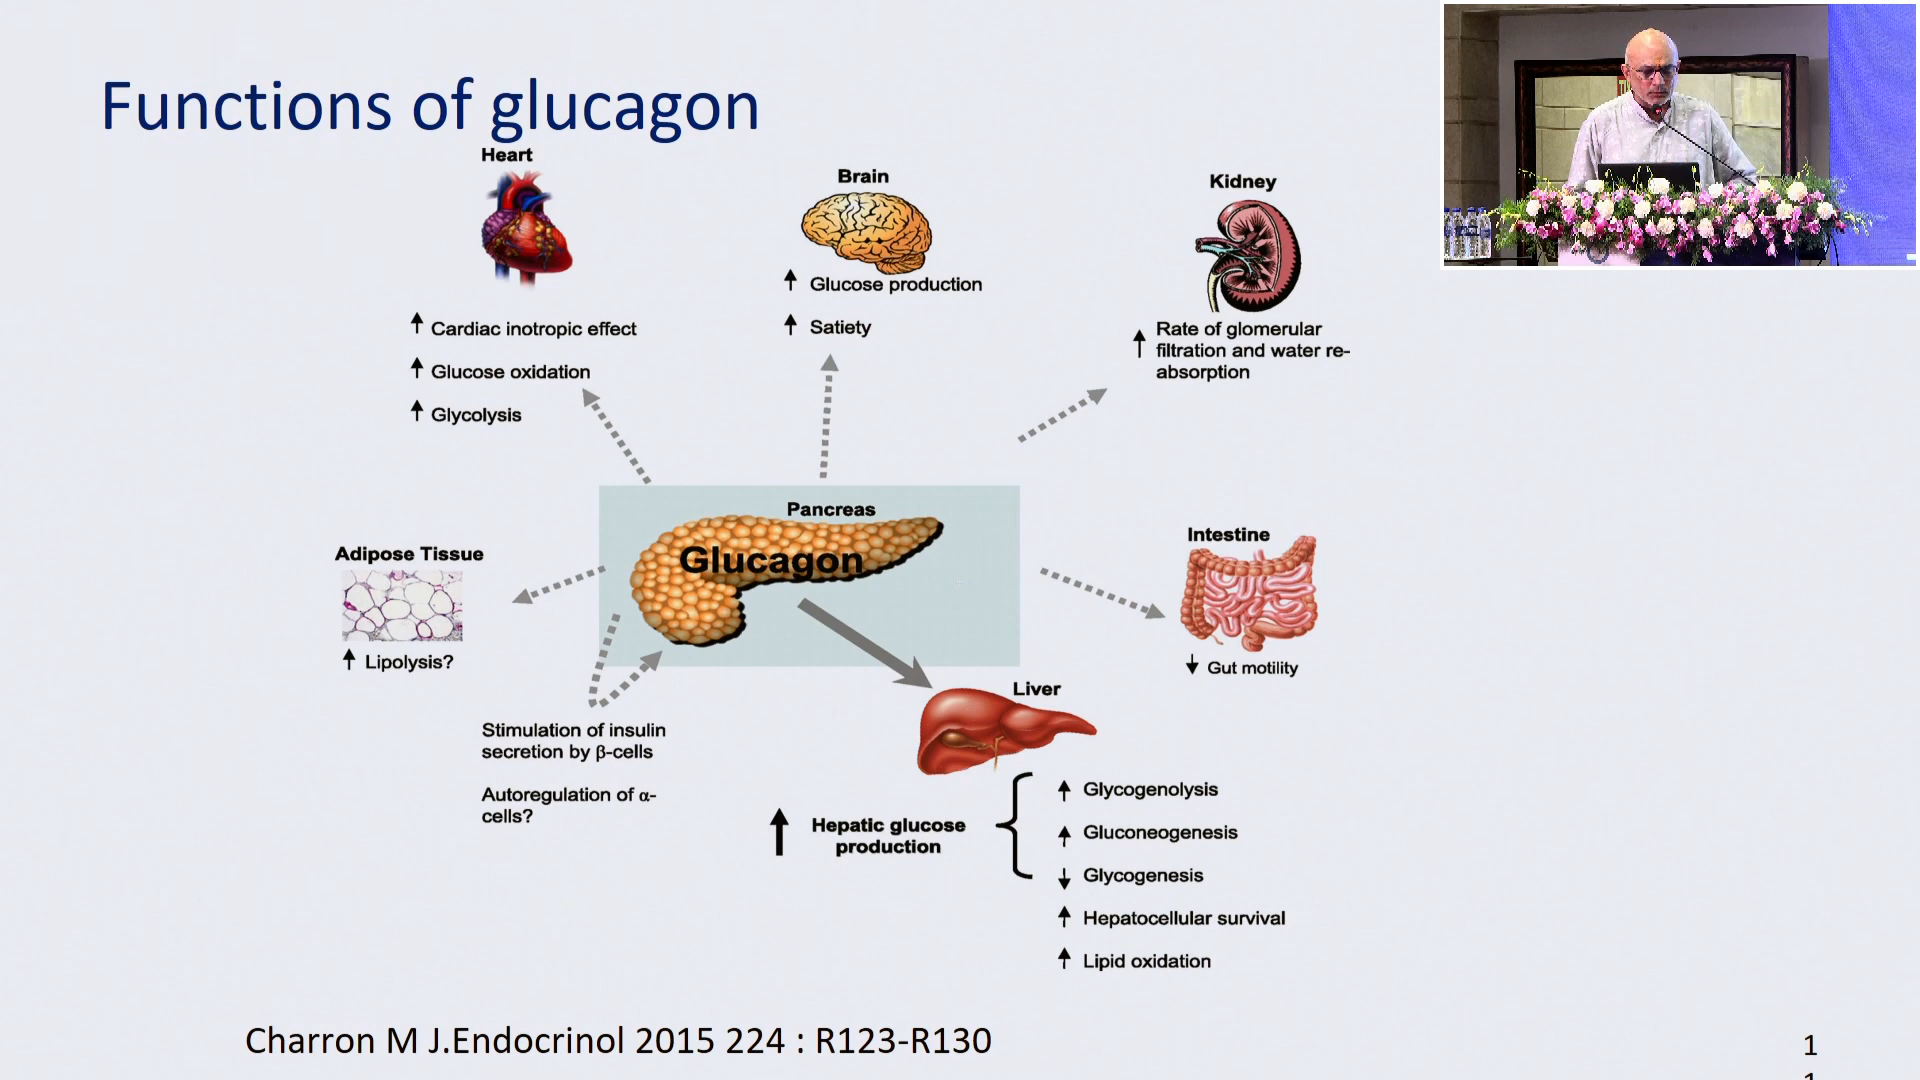 Functions of glucagon
Heart
↑ Cardiac inotropic effect
↑ Glucose oxidation
↑ Glycolysis
Brain
↑ Glucose production
↑ Satiety
Kidney
↑ Rate of glomerular
filtration and water re-
absorption
Adipose Tissue
↑ Lipolysis?
Pancreas
Glucagon
Intestine
↓ Gut motility
Stimulation of insulin
secretion by β-cells
Autoregulation of α-
cells?
Liver
↑ Hepatic glucose
production
↑ Glycogenolysis
↑ Gluconeogenesis
↓ Glycogenesis
↑ Hepatocellular survival
↑ Lipid oxidation
Charron M J.Endocrinol 2015 224 : R123-R130
1
1